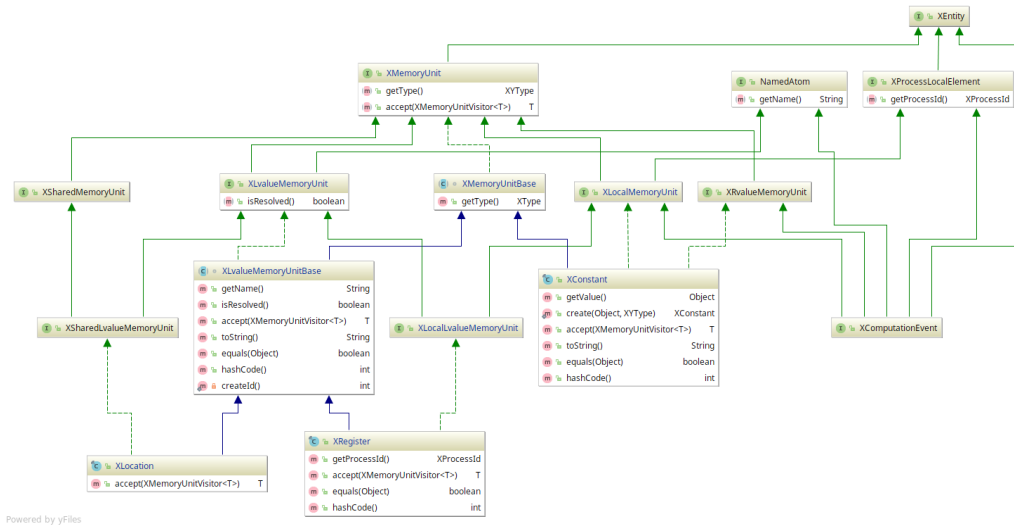 XEntity
XMemoryUnit
getType() XYType
accept(XMemoryUnitVisitor<T>) T
NamedAtom
getName() String
XProcessLocalElement
getProcessId() XProcessId
XSharedMemoryUnit
XLvalueMemoryUnit
isResolved() boolean
XMemoryUnitBase
getType() XType
XLocalMemoryUnit
XRvalueMemoryUnit
XLvalueMemoryUnitBase
getName() String
isResolved() boolean
accept(XMemoryUnitVisitor<T>) T
toString() String
equals(Object) boolean
hashCode() int
createId() int
XConstant
getValue() Object
create(Object, XYType) XConstant
accept(XMemoryUnitVisitor<T>) T
toString() String
equals(Object) boolean
hashCode() int
XSharedLvalueMemoryUnit
XLocalLvalueMemoryUnit
XComputationEvent
XLocation
accept(XMemoryUnitVisitor<T>) T
XRegister
getProcessId() XProcessId
accept(XMemoryUnitVisitor<T>) T
equals(Object) boolean
hashCode() int
Powered by yFiles